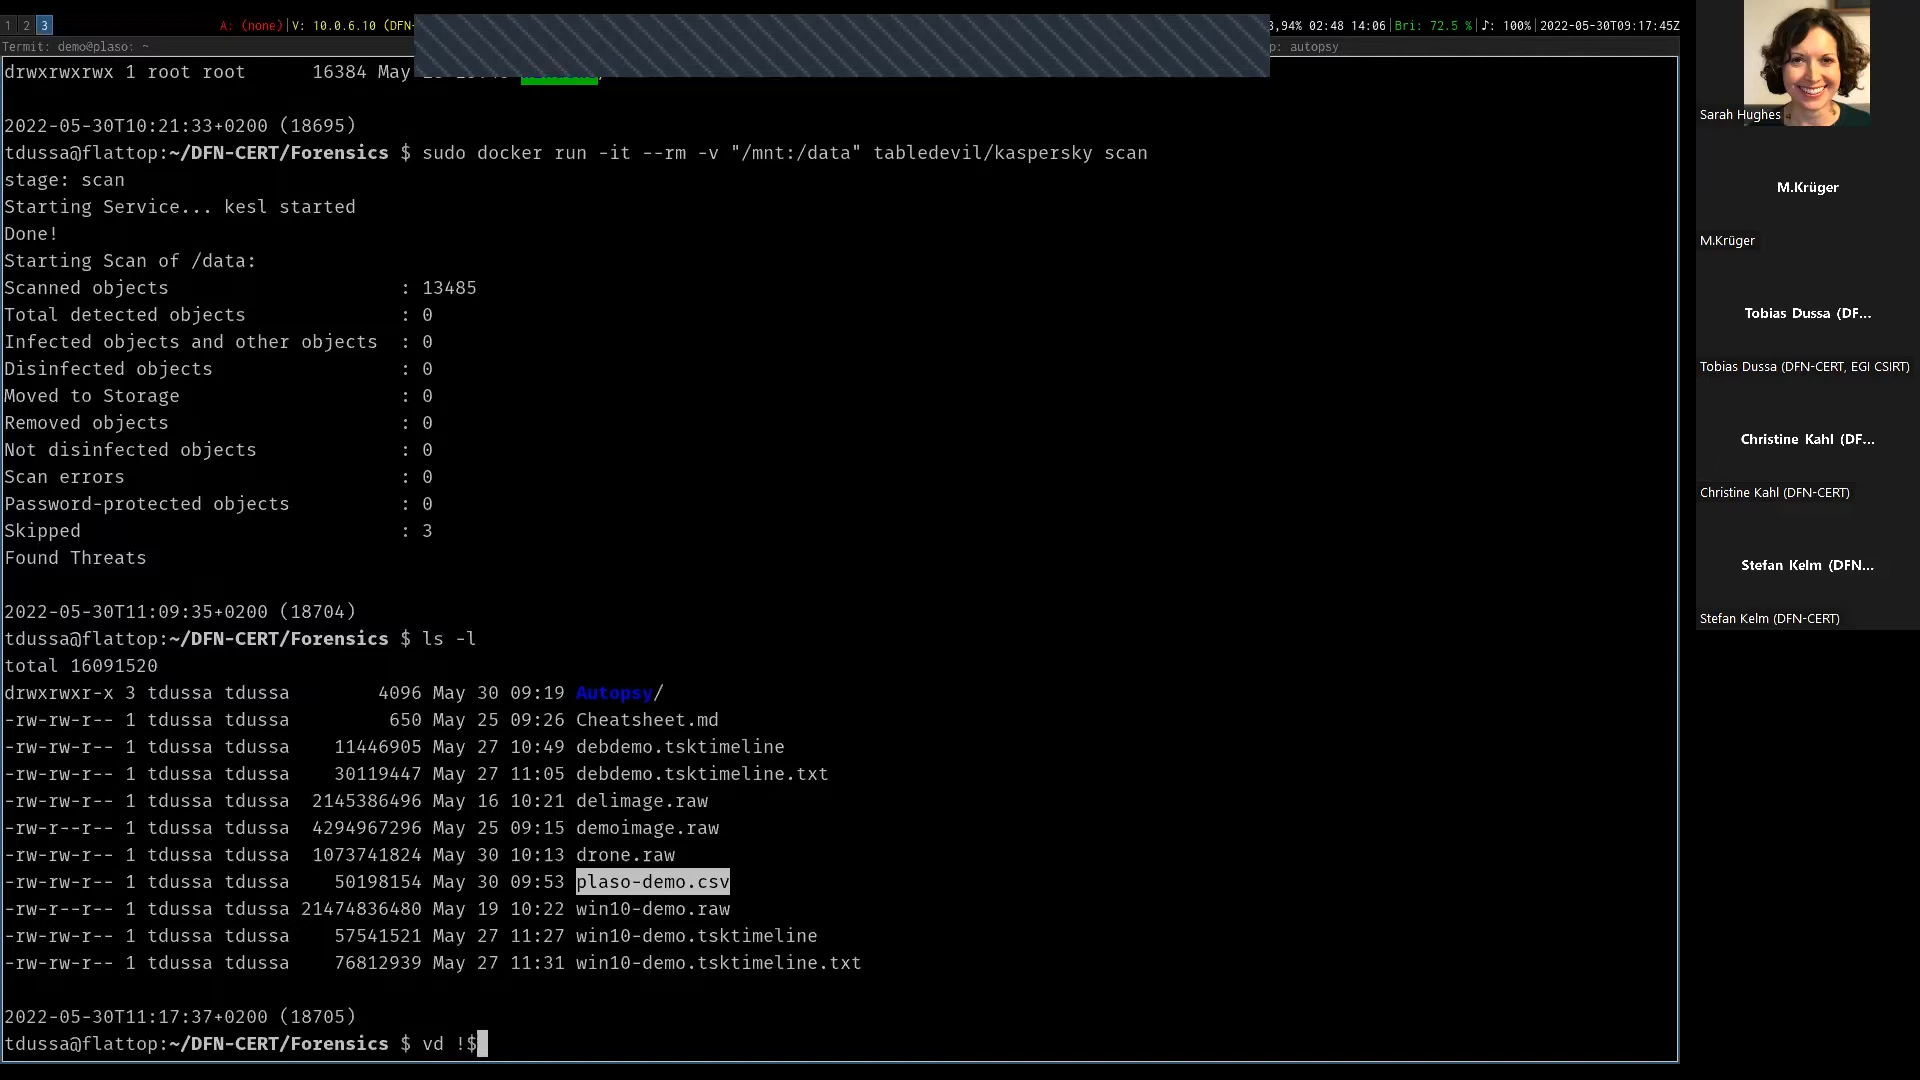 1 2 3
A: (none)|V: 10.0.6.10 (DFN-
3,94% 02:48 14:06|Bri: 72.5 %|♪: 100%|2022-05-30T09:17:45Z
Termit: demo@plaso: ~
p: autopsy
drwxrwxrwx 1 root root 16384 May
2022-05-30T10:21:33+0200 (18695)
tdussa@flattop:~/DFN-CERT/Forensics $ sudo docker run -it --rm -v "/mnt:/data" tabledevil/kaspersky scan
stage: scan
Starting Service... kesl started
Done!
Starting Scan of /data:
Scanned objects : 13485
Total detected objects : 0
Infected objects and other objects : 0
Disinfected objects : 0
Moved to Storage : 0
Removed objects : 0
Not disinfected objects : 0
Scan errors : 0
Password-protected objects : 0
Skipped : 3
Found Threats
2022-05-30T11:09:35+0200 (18704)
tdussa@flattop:~/DFN-CERT/Forensics $ ls -l
total 16091520
drwxrwxr-x 3 tdussa tdussa 4096 May 30 09:19 Autopsy/
-rw-rw-r-- 1 tdussa tdussa 650 May 25 09:26 Cheatsheet.md
-rw-rw-r-- 1 tdussa tdussa 11446905 May 27 10:49 debdemo.tsktimeline
-rw-rw-r-- 1 tdussa tdussa 30119447 May 27 11:05 debdemo.tsktimeline.txt
-rw-rw-r-- 1 tdussa tdussa 2145386496 May 16 10:21 delimage.raw
-rw-r--r-- 1 tdussa tdussa 4294967296 May 25 09:15 demoimage.raw
-rw-rw-r-- 1 tdussa tdussa 1073741824 May 30 10:13 drone.raw
-rw-rw-r-- 1 tdussa tdussa 50198154 May 30 09:53 plaso-demo.csv
-rw-r--r-- 1 tdussa tdussa 21474836480 May 19 10:22 win10-demo.raw
-rw-rw-r-- 1 tdussa tdussa 57541521 May 27 11:27 win10-demo.tsktimeline
-rw-rw-r-- 1 tdussa tdussa 76812939 May 27 11:31 win10-demo.tsktimeline.txt
2022-05-30T11:17:37+0200 (18705)
tdussa@flattop:~/DFN-CERT/Forensics $ vd !$
Sarah Hughes
M.Krüger
M.Krüger
Tobias Dussa (DF...
Tobias Dussa (DFN-CERT, EGI CSIRT)
Christine Kahl (DF...
Christine Kahl (DFN-CERT)
Stefan Kelm (DFN...
Stefan Kelm (DFN-CERT)